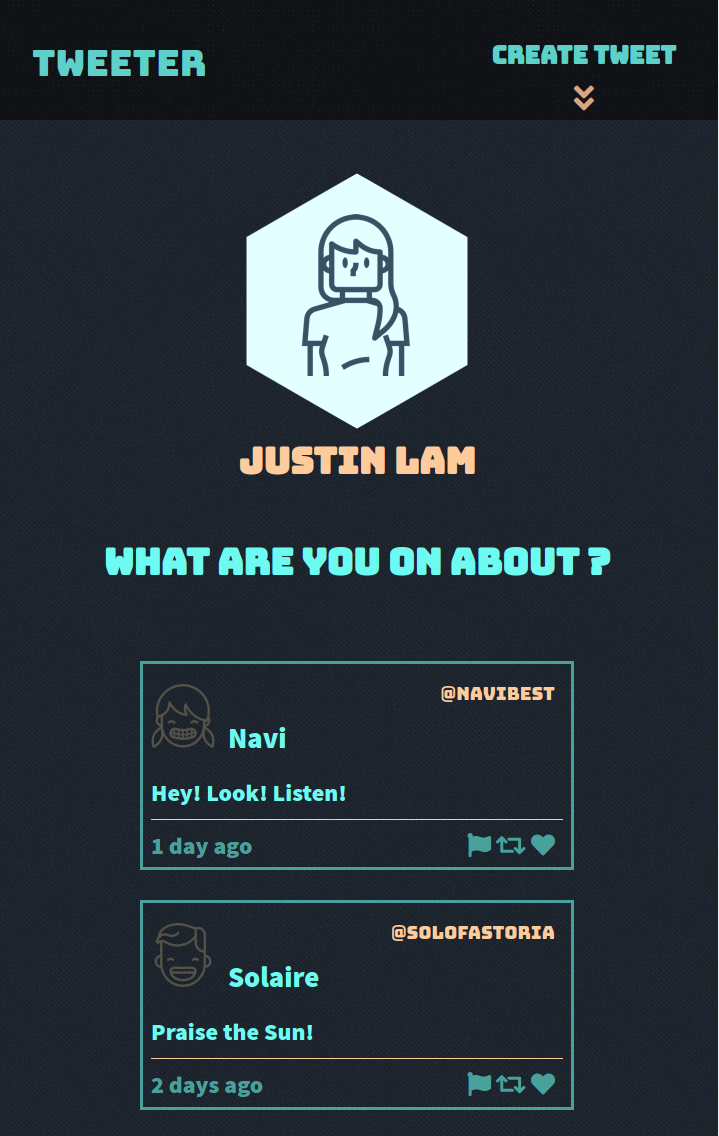 TWEETER
CREATE TWEET
JUSTIN LAM
WHAT ARE YOU ON ABOUT ?
@NAVIBEST
Navi
Hey! Look! Listen!
1 day ago
@SOLOFASTORIA
Solaire
Praise the Sun!
2 days ago